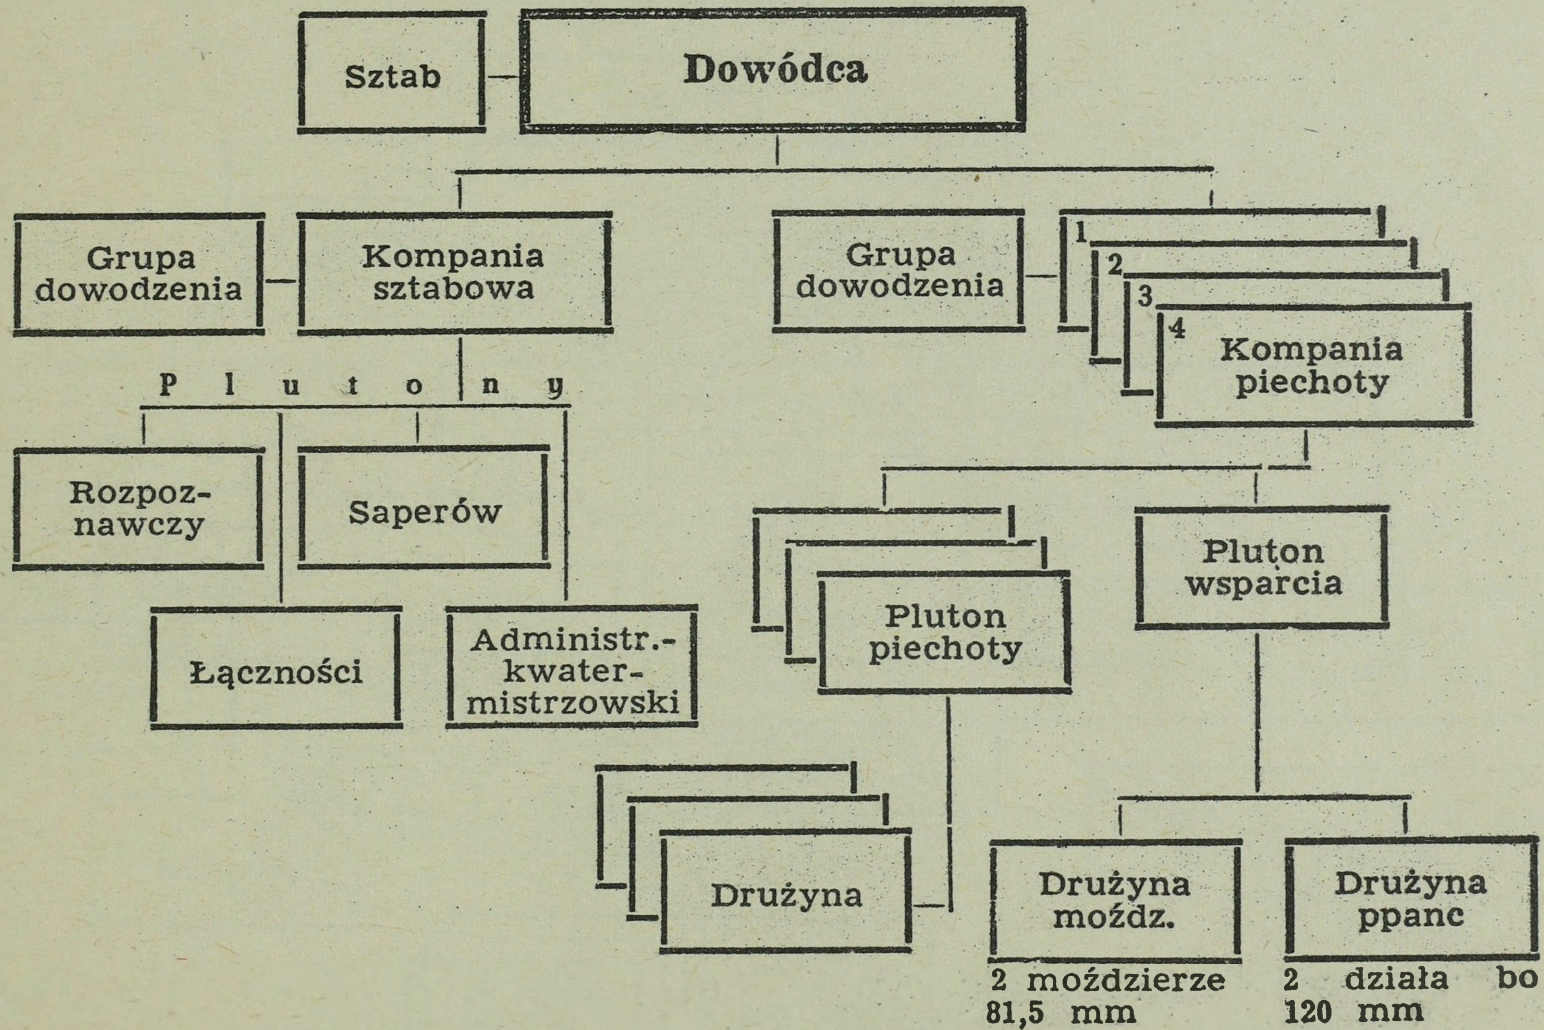 Sztab
Dowódca
Grupa
dowodzenia
Kompania
sztabowa
Grupa
dowodzenia
1
2
3
4
Kompania
piechoty
Plutony
Rozpoz-
nawczy
Saperów
Łączności
Administr.-
kwater-
mistrzowski
Pluton
piechoty
Pluton
wsparcia
Drużyna
Drużyna
moździ.
2 moździerze
81,5 mm
Drużyna
ppanc
2 działa bo
120 mm